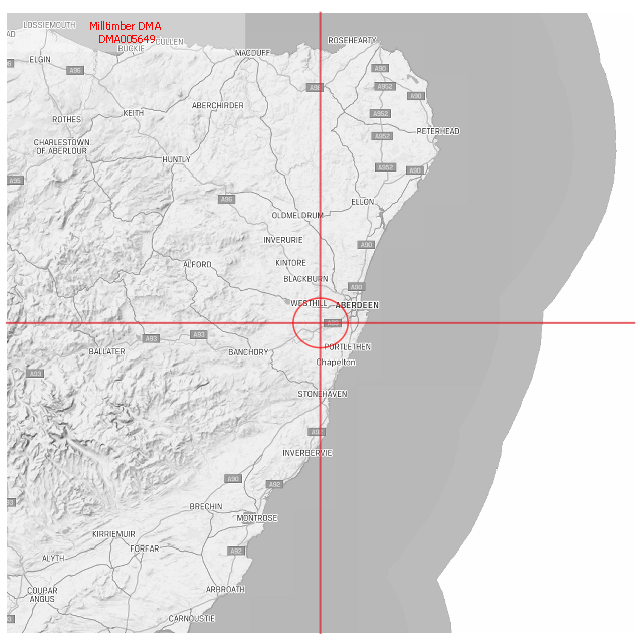 LOSSIEMOUTH
Milltimber DMA
DMA005649
CULLEN
BUCKIE
ROSEHEARTY
MACDUFF
ELGIN
A96
A90
A952
A90
ABERCHIRDER
KEITH
A952
ROTHES
PETERHEAD
A952
CHARLESTOWN
OF ABERLOUR
HUNTLY
A952
A90
A95
A96
ELLON
OLDMELDRUM
INVERURIE
A90
KINTORE
ALFORD
BLACKBURN
A90
WESTHILL
ABERDEEN
A93
A93
PORTLETHEN
BALLATER
BANCHORY
Chapelton
A93
STONEHAVEN
INVERBERVIE
A90
A92
BRECHIN
MONTROSE
KIRRIEMUIR
FORFAR
A92
ALYTH
COUPAR
ANGUS
ARBROATH
CARNOUSTIE